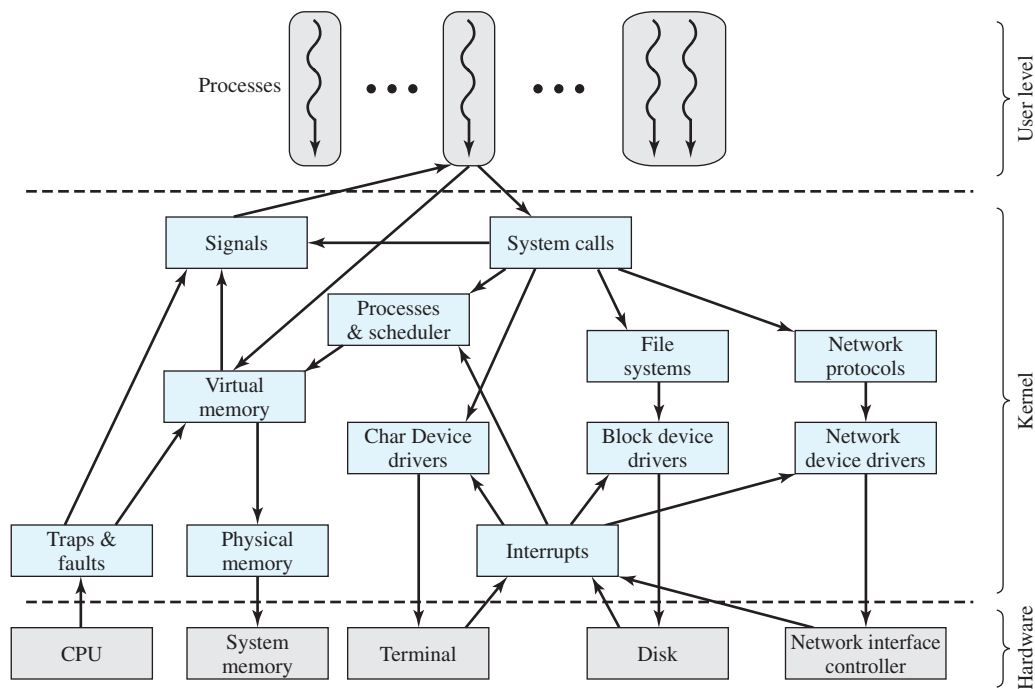 Processes
User level
Signals
System calls
Processes
& scheduler
File
systems
Network
protocols
Virtual
memory
Kernel
Char Device
drivers
Block device
drivers
Network
device drivers
Traps &
faults
Physical
memory
Interrupts
CPU
System
memory
Terminal
Disk
Network interface
controller
Hardware